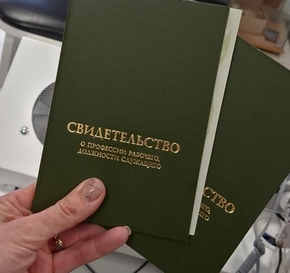 СВИДЕТЕЛЬСТВО
О ПРОФЕССИИ РАБОЧЕГО,
ДОЛЖНОСТИ СЛУЖАЩЕГО